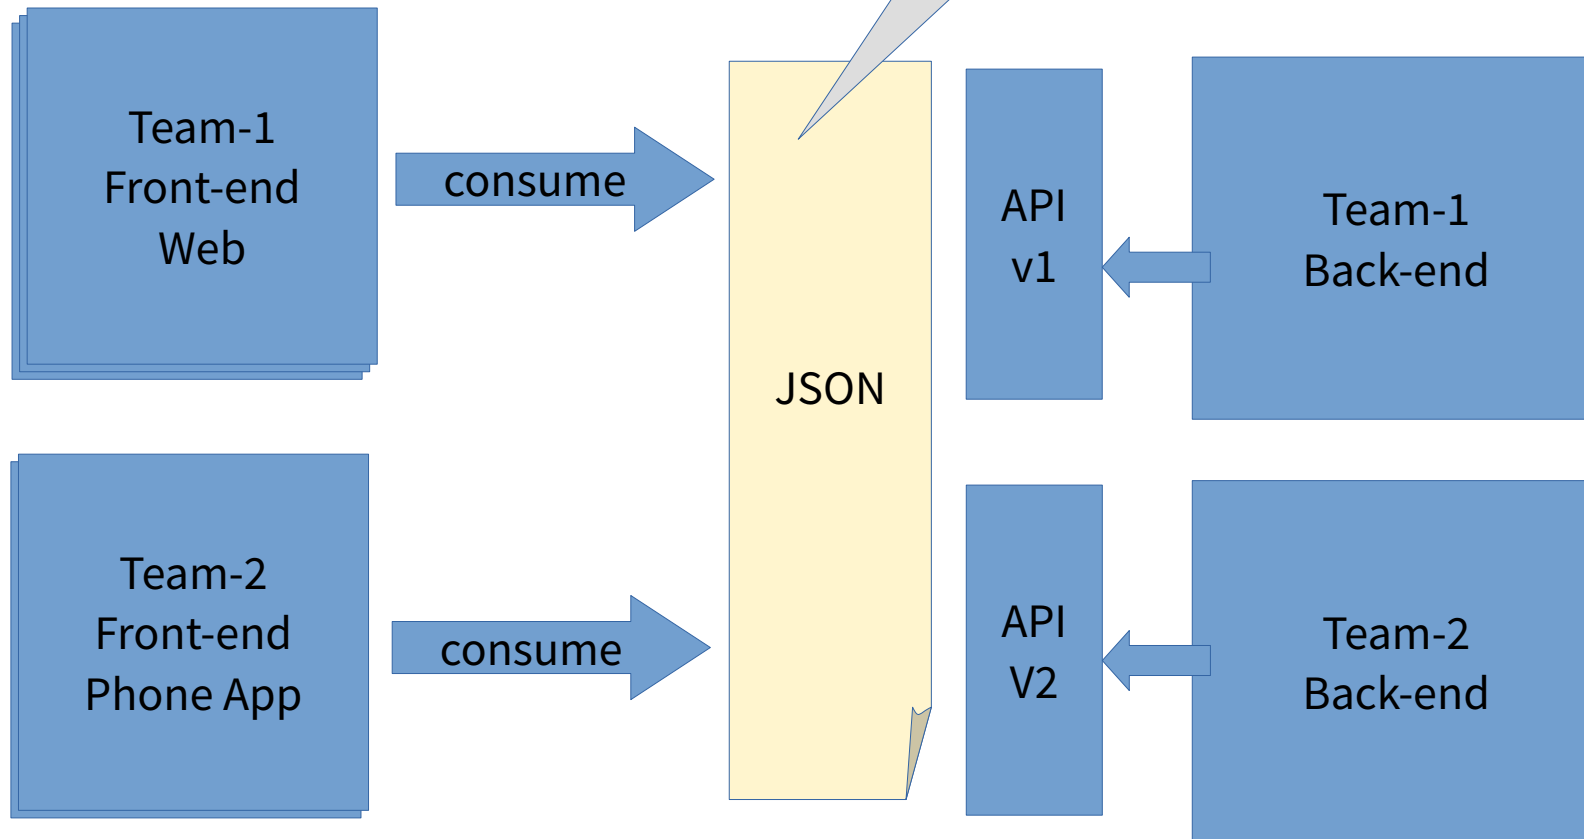 Team-1
Front-end
Web
consume
JSON
API
v1
Team-1
Back-end
Team-2
Front-end
Phone App
consume
API
V2
Team-2
Back-end